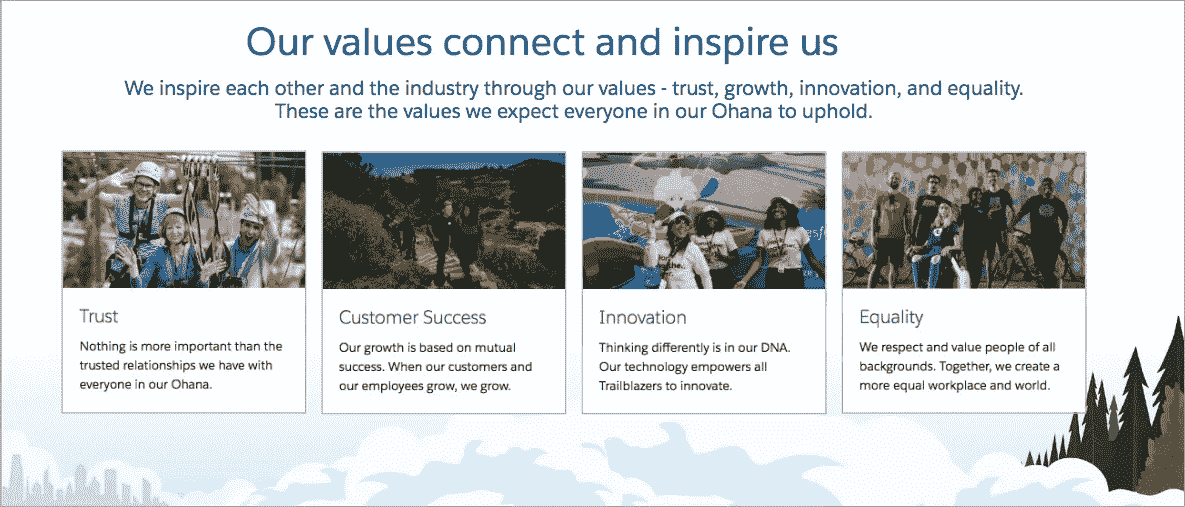 Our values connect and inspire us
We inspire each other and the industry through our values - trust, growth, innovation, and equality.
These are the values we expect everyone in our Ohana to uphold.
Trust
Nothing is more important than the
trusted relationships we have with
everyone in our Ohana.
Customer Success
Our growth is based on mutual
success. When our customers and
our employees grow, we grow.
Innovation
Thinking differently is in our DNA.
Our technology empowers all
Trailblazers to innovate.
Equality
We respect and value people of all
backgrounds. Together, we create a
more equal workplace and world.